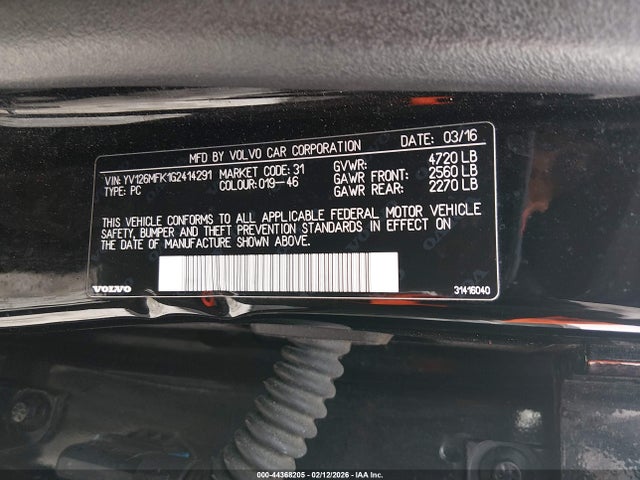 MFD BY VOLVO CAR CORPORATION DATE: 03/16
VIN: YV126MFK1G2414291 MARKET CODE: 31 GVWR: 4720 LB
TYPE: PC COLOUR: 019-46 GAWR FRONT: 2560 LB
GAWR REAR: 2270 LB
THIS VEHICLE CONFORMS TO ALL APPLICABLE FEDERAL MOTOR VEHICLE
SAFETY, BUMPER AND THEFT PREVENTION STANDARDS IN EFFECT ON
THE DATE OF MANUFACTURE SHOWN ABOVE.
VOLVO 31416040
000-44368205 - 02/12/2026 - IAA Inc.